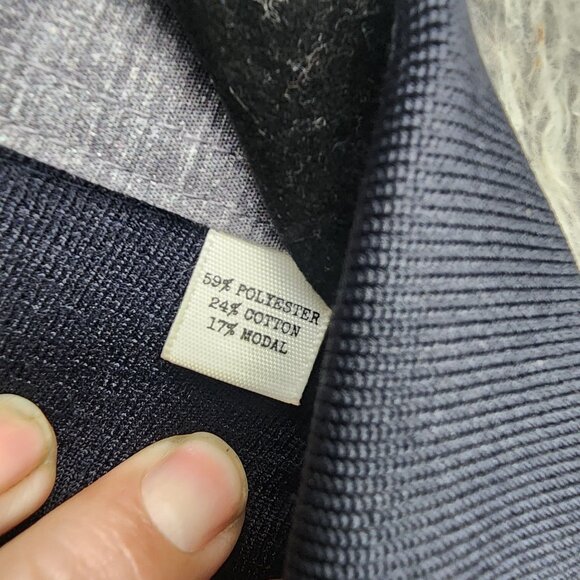 59% POLYESTER
24% COTTON
17% MODAL